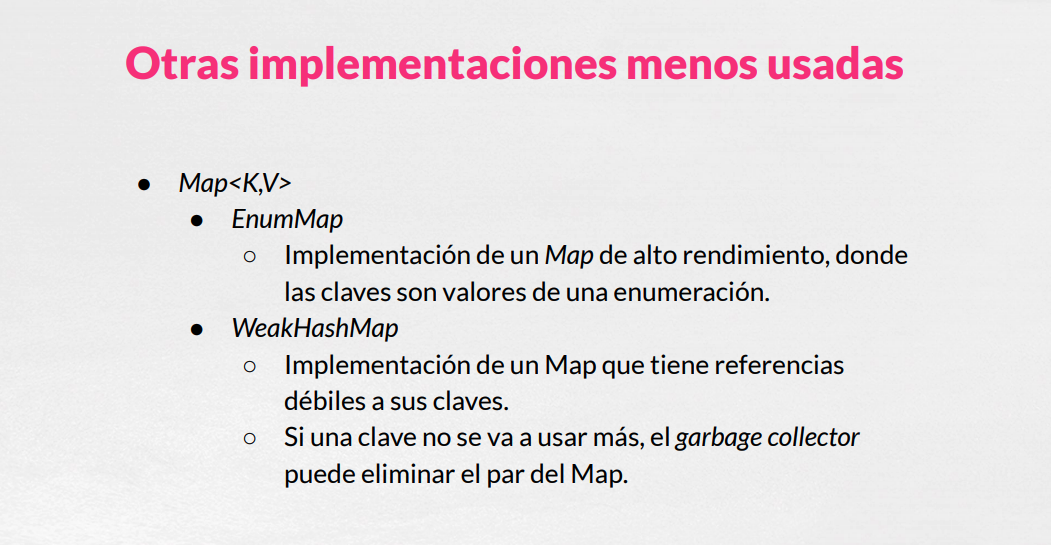 Otras implementaciones menos usadas
● Map<K,V>
● EnumMap
○ Implementación de un Map de alto rendimiento, donde
las claves son valores de una enumeración.
● WeakHashMap
○ Implementación de un Map que tiene referencias
débiles a sus claves.
○ Si una clave no se va a usar más, el garbage collector
puede eliminar el par del Map.